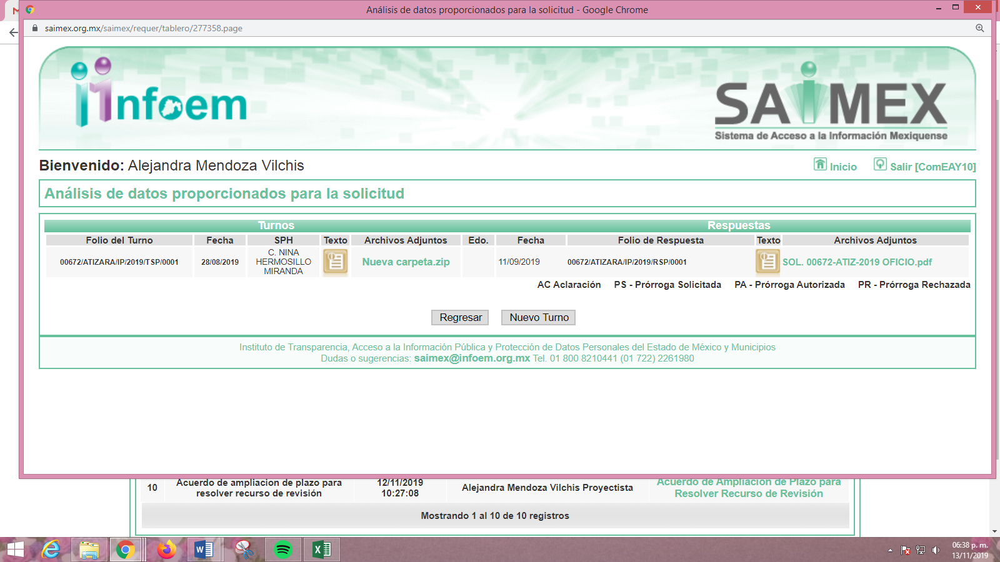 Análisis de datos proporcionados para la solicitud - Google Chrome
saimex.org.mx/saimex/requer/tablero/277358.page
infoem
SAIMEX
Sistema de Acceso a la Información Mexiquense
Bienvenido: Alejandra Mendoza Vilchis
Inicio
Salir [ComEAY10]
Análisis de datos proporcionados para la solicitud
Turnos
Respuestas
Folio del Turno
Fecha
SPH
Texto
Archivos Adjuntos
Edo.
Fecha
Folio de Respuesta
Texto
Archivos Adjuntos
00672/ATIZARA/IP/2019/TSP/0001
28/08/2019
C. NINA
HERMOSILLO
MIRANDA
Nueva carpeta.zip
11/09/2019
00672/ATIZARA/IP/2019/RSP/0001
SOL. 00672-ATIZ-2019 OFICIO.pdf
AC Aclaración
PS - Prórroga Solicitada
PA - Prórroga Autorizada
PR - Prórroga Rechazada
Regresar
Nuevo Turno
Instituto de Transparencia, Acceso a la Información Pública y Protección de Datos Personales del Estado de México y Municipios
Dudas o sugerencias: saimex@infoem.org.mx Tel. 01 800 8210441 (01 722) 2261980
10
Acuerdo de ampliacion de plazo para
resolver recurso de revisión
12/11/2019
10:27:08
Alejandra Mendoza Vilchis Proyectista
Acuerdo de Ampliacion de Plazo para
Resolver Recurso de Revisión
Mostrando 1 al 10 de 10 registros
06:38 p. m.
13/11/2019